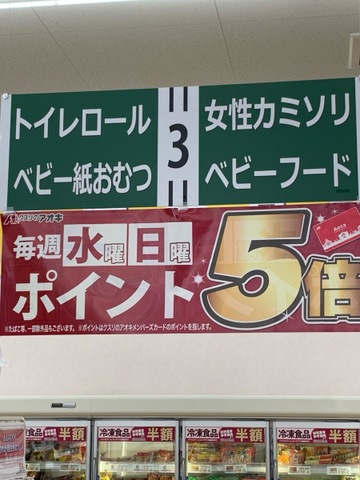 トイレロール
ベビー紙おむつ
3
女性カミソリ
ベビーフード
クスリのアオキ
毎週水曜日曜
ポイント5倍
※たばこ等、一部除外品もございます。 ※ポイントはクスリのアオキメンバーズカードのポイントを指します。
冷凍食品 半額
冷凍食品 半額
冷凍食品 半額
冷凍食品 半額